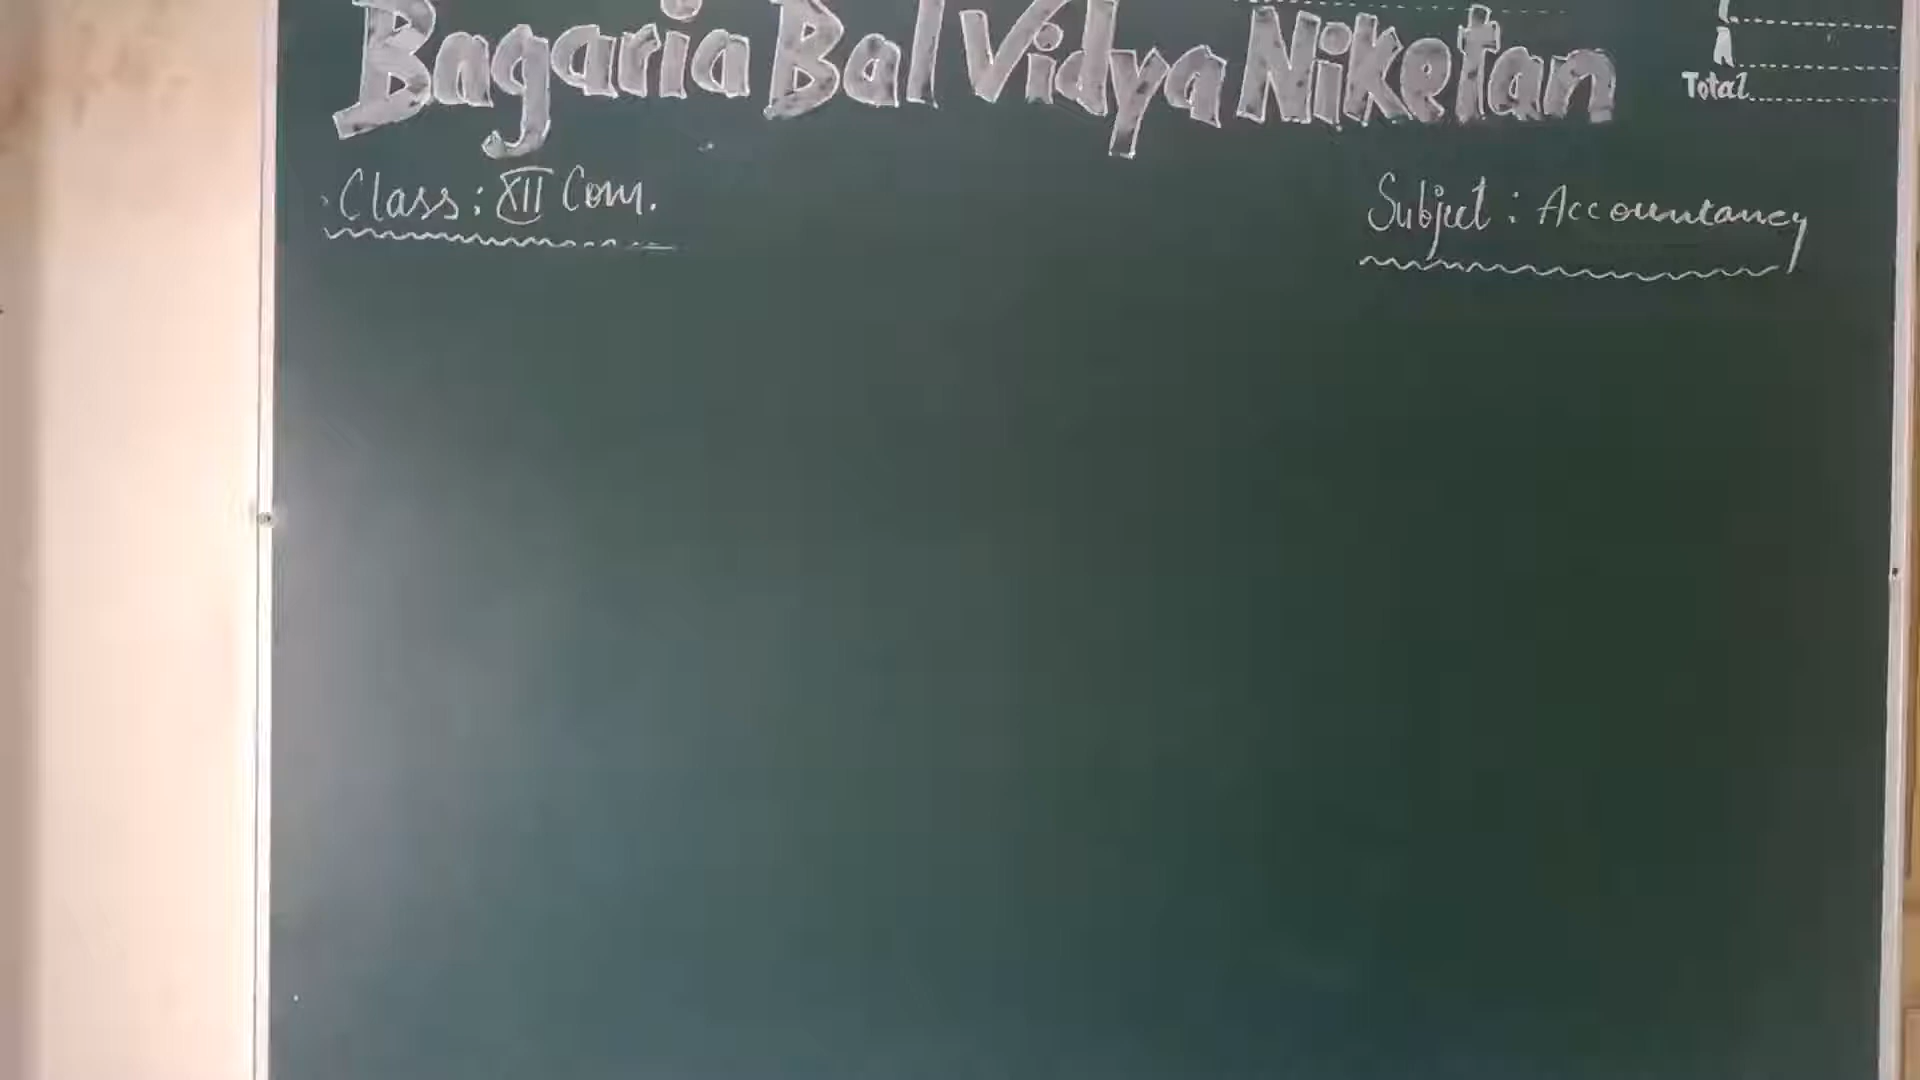 Bagaria Bal Vidya Niketan
A..............
Total..............
Class: XII Com.
Subject: Accountancy